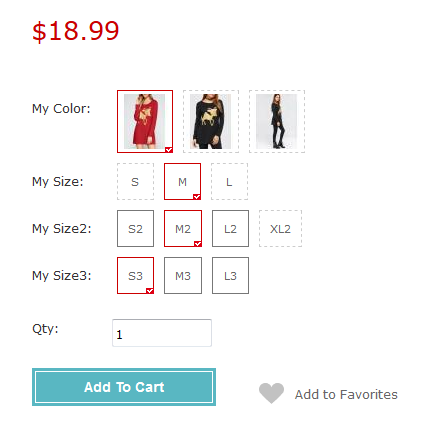 $18.99
My Color:
My Size: S M L
My Size2: S2 M2 L2 XL2
My Size3: S3 M3 L3
Qty: 1
Add To Cart Add to Favorites